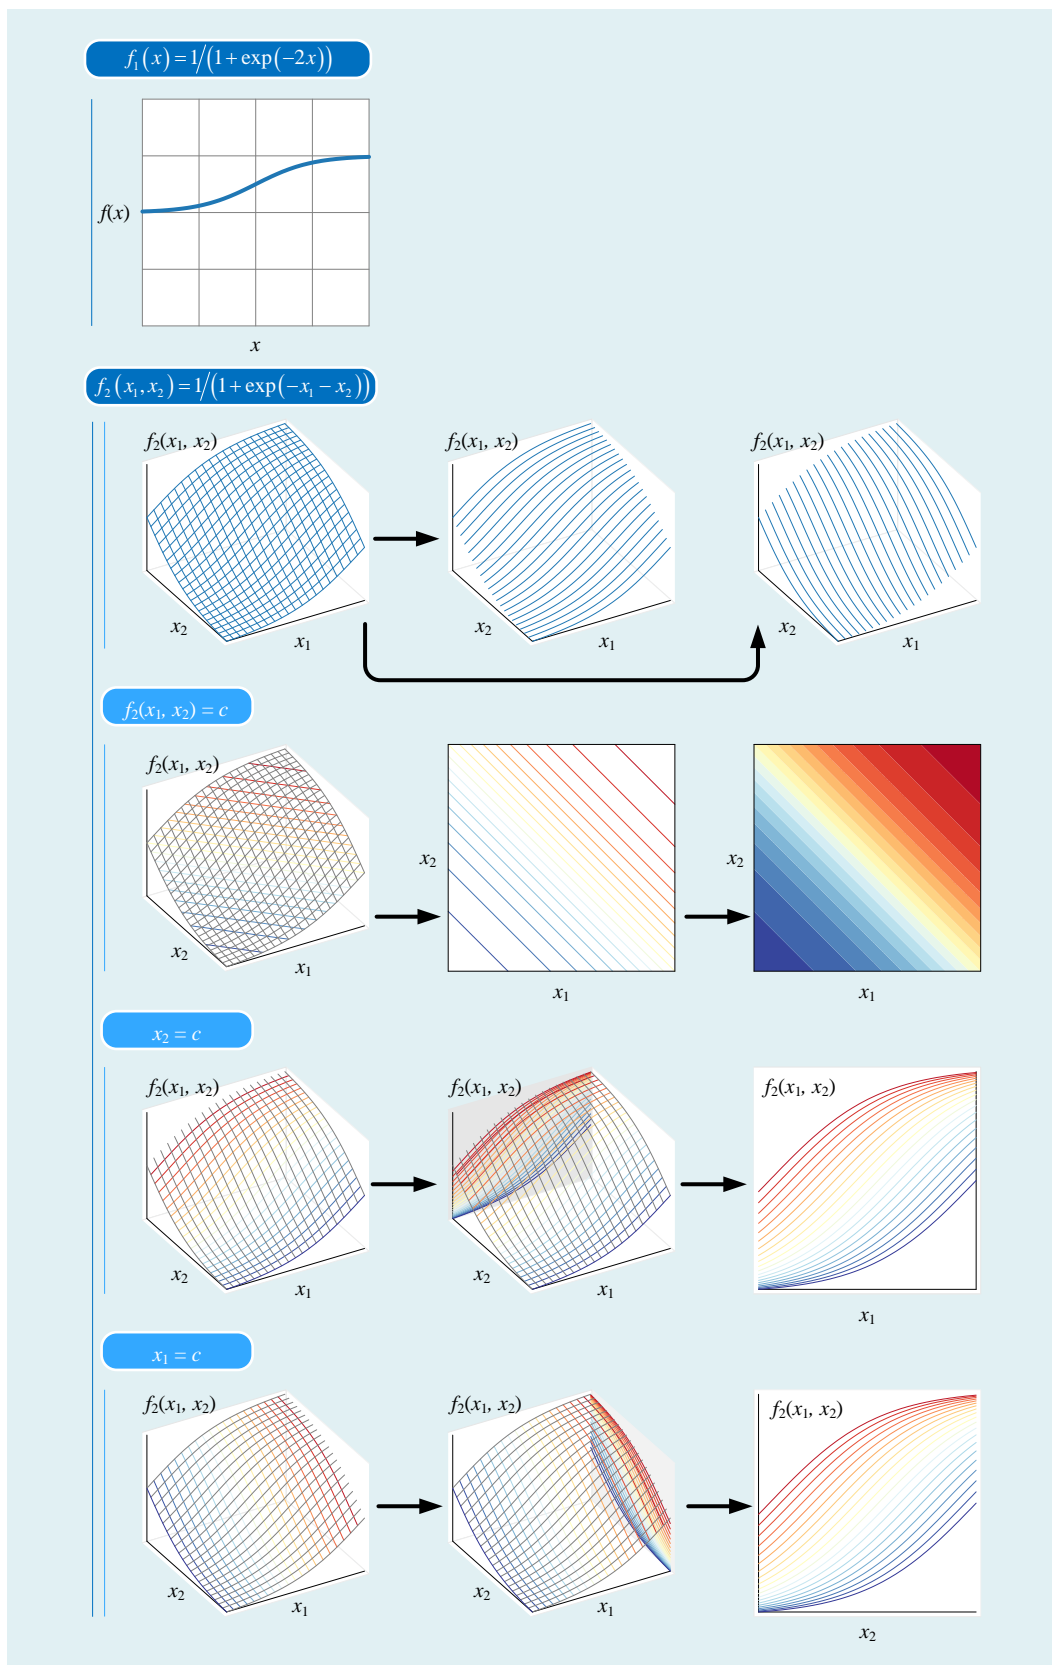 f₁(x)=1/(1+exp(−2x))
f(x)
x
f₂(x₁,x₂)=1/(1+exp(−x₁−x₂))
f₂(x₁, x₂) f₂(x₁, x₂) f₂(x₁, x₂)
x₂ x₁ x₂ x₁ x₂ x₁
f₂(x₁, x₂) = c
f₂(x₁, x₂)
x₂ x₂
x₂ x₁
x₁ x₁
x₂ = c
f₂(x₁, x₂) f₂(x₁, x₂) f₂(x₁, x₂)
x₂ x₁ x₂ x₁
x₁
x₁ = c
f₂(x₁, x₂) f₂(x₁, x₂) f₂(x₁, x₂)
x₂ x₁ x₂ x₁
x₂